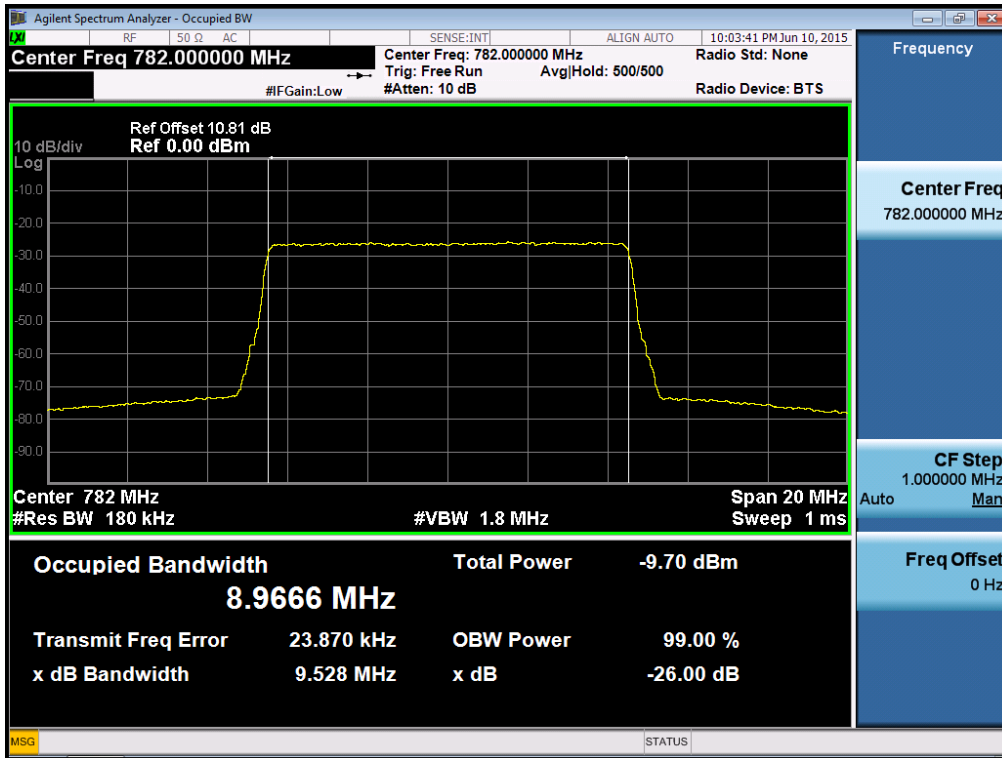 Agilent Spectrum Analyzer - Occupied BW
LXI RF 50 Ω AC SENSE:INT ALIGN AUTO 10:03:41 PM Jun 10, 2015
Center Freq 782.000000 MHz
Center Freq: 782.000000 MHz
Radio Std: None
Trig: Free Run Avg|Hold: 500/500
#IFGain:Low
#Atten: 10 dB
Radio Device: BTS
Ref Offset 10.81 dB
10 dB/div Ref 0.00 dBm
Log
-10.0
-20.0
-30.0
-40.0
-50.0
-60.0
-70.0
-80.0
-90.0
Center 782 MHz Span 20 MHz
#Res BW 180 kHz #VBW 1.8 MHz Sweep 1 ms
Occupied Bandwidth Total Power -9.70 dBm
8.9666 MHz
Transmit Freq Error 23.870 kHz OBW Power 99.00 %
x dB Bandwidth 9.528 MHz x dB -26.00 dB
MSG STATUS
Frequency
Center Freq
782.000000 MHz
CF Step
1.000000 MHz
Auto Man
Freq Offset
0 Hz